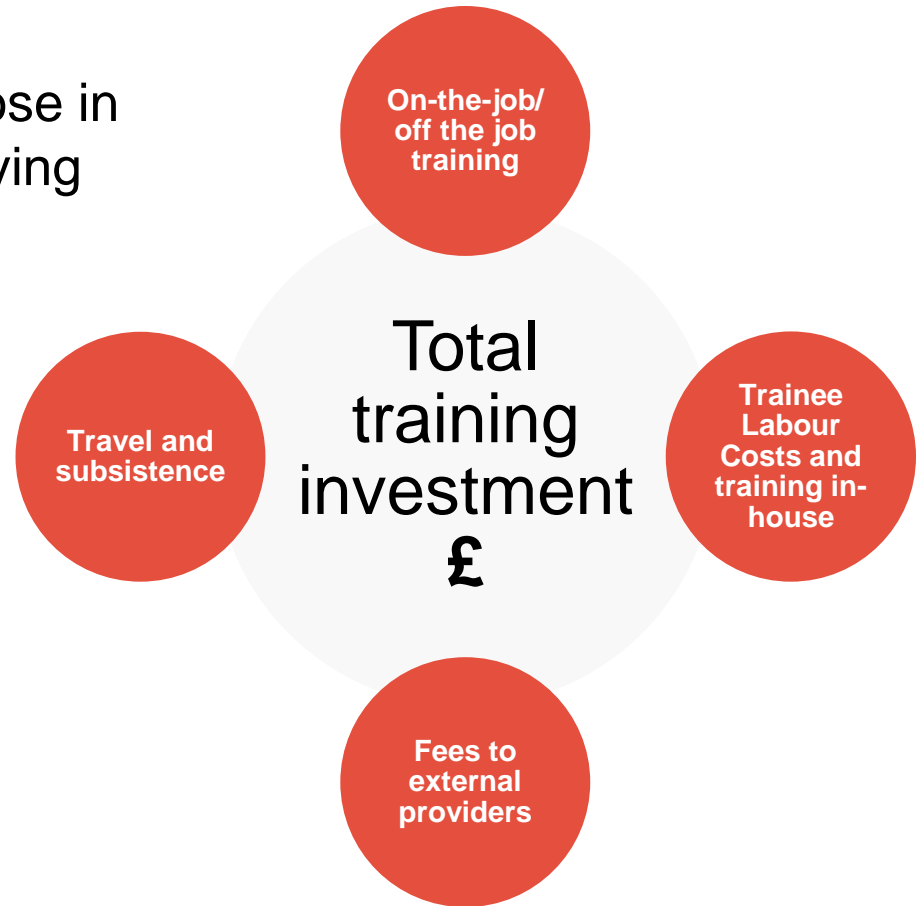 ose in
ying
On-the-job/
off the job
training
Total
training
investment
£
Travel and
subsistence
Trainee
Labour
Costs and
training in-
house
Fees to
external
providers